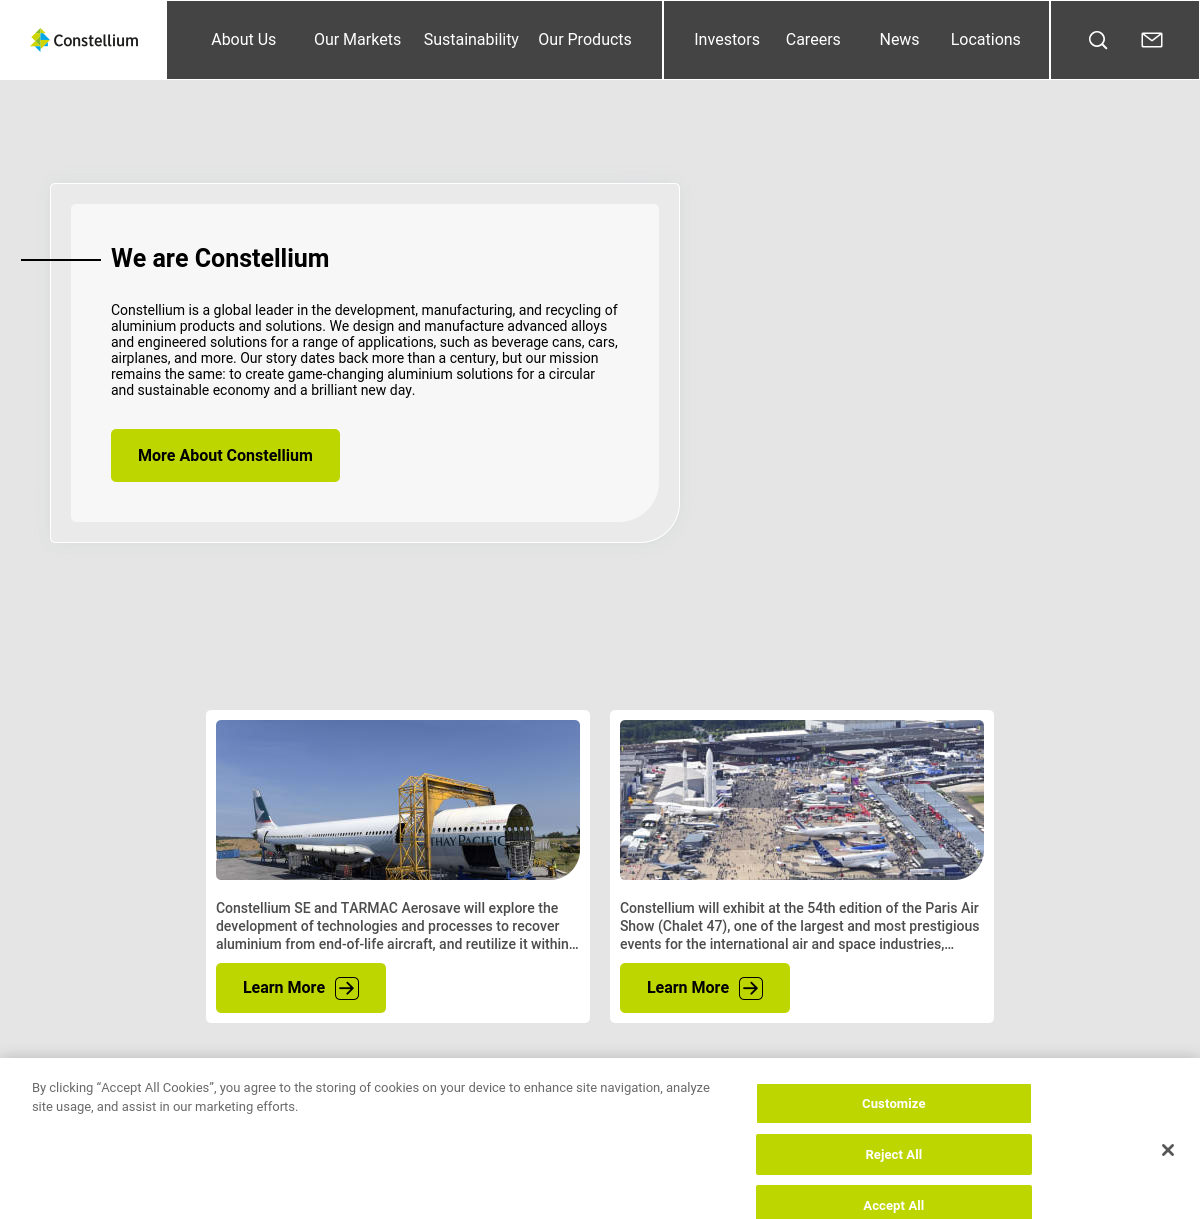 Constellium
About Us
Our Markets
Sustainability
Our Products
Investors
Careers
News
Locations
We are Constellium
Constellium is a global leader in the development, manufacturing, and recycling of
aluminium products and solutions. We design and manufacture advanced alloys
and engineered solutions for a range of applications, such as beverage cans, cars,
airplanes, and more. Our story dates back more than a century, but our mission
remains the same: to create game-changing aluminium solutions for a circular
and sustainable economy and a brilliant new day.
More About Constellium
THAY PACIFIC
Constellium SE and TARMAC Aerosave will explore the
development of technologies and processes to recover
aluminium from end-of-life aircraft, and reutilize it within...
Learn More
Constellium will exhibit at the 54th edition of the Paris Air
Show (Chalet 47), one of the largest and most prestigious
events for the international air and space industries,...
Learn More
By clicking “Accept All Cookies”, you agree to the storing of cookies on your device to enhance site navigation, analyze
site usage, and assist in our marketing efforts.
Customize
Reject All
Accept All